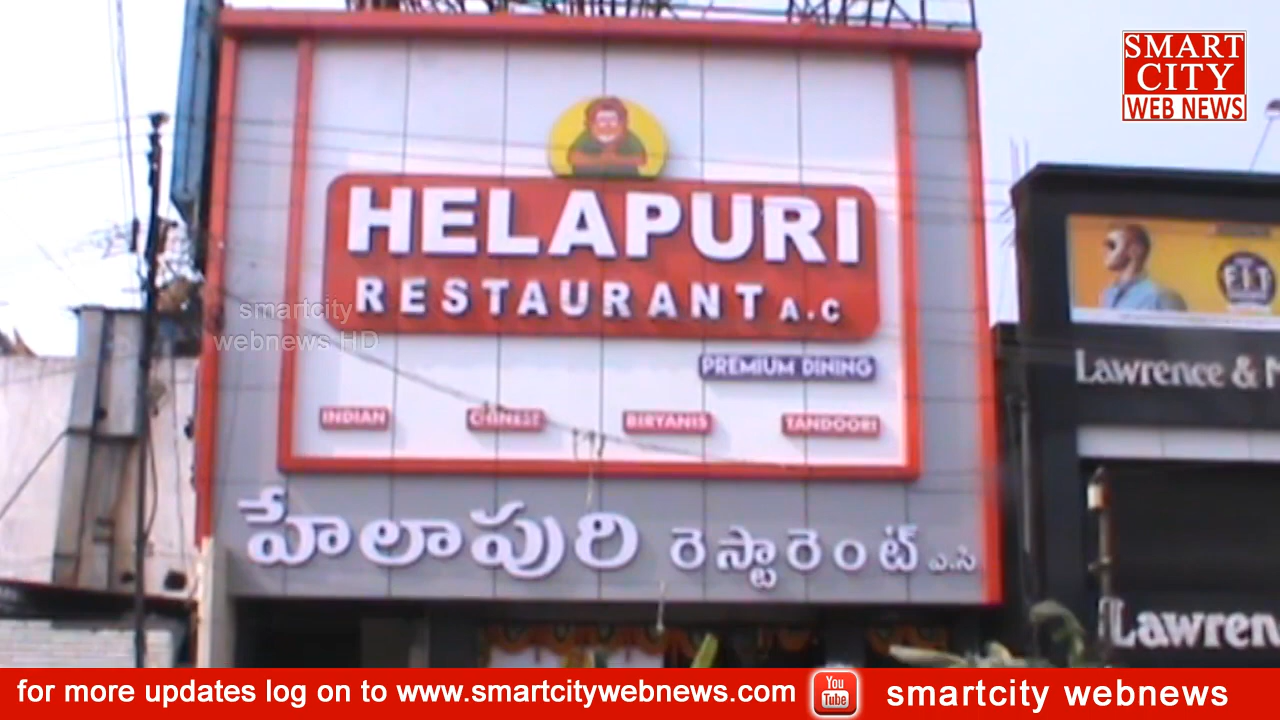 SMART
CITY
WEB NEWS
HELAPURI
RESTAURANT A.C
smartcity
webnews HD
PREMIUM DINING
INDIAN
CHINESE
BIRYANIS
TANDOORI
హేలాపురి రెస్టారెంట్ ఎ.సి
FIT
Lawrence &
Lawren
for more updates log on to www.smartcitywebnews.com
You
Tube
smartcity webnews